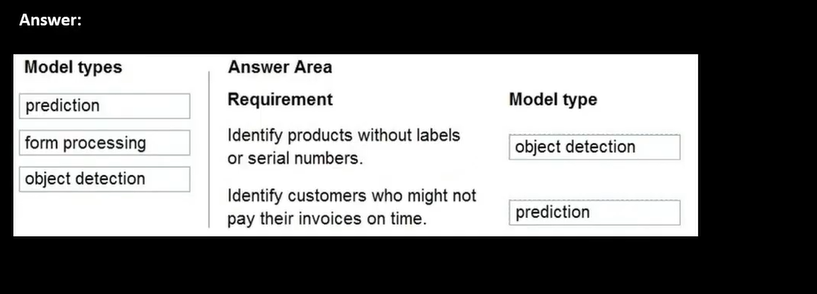 Answer:
Model types
prediction
form processing
object detection
Answer Area
Requirement
Model type
Identify products without labels
or serial numbers.
object detection
Identify customers who might not
pay their invoices on time.
prediction